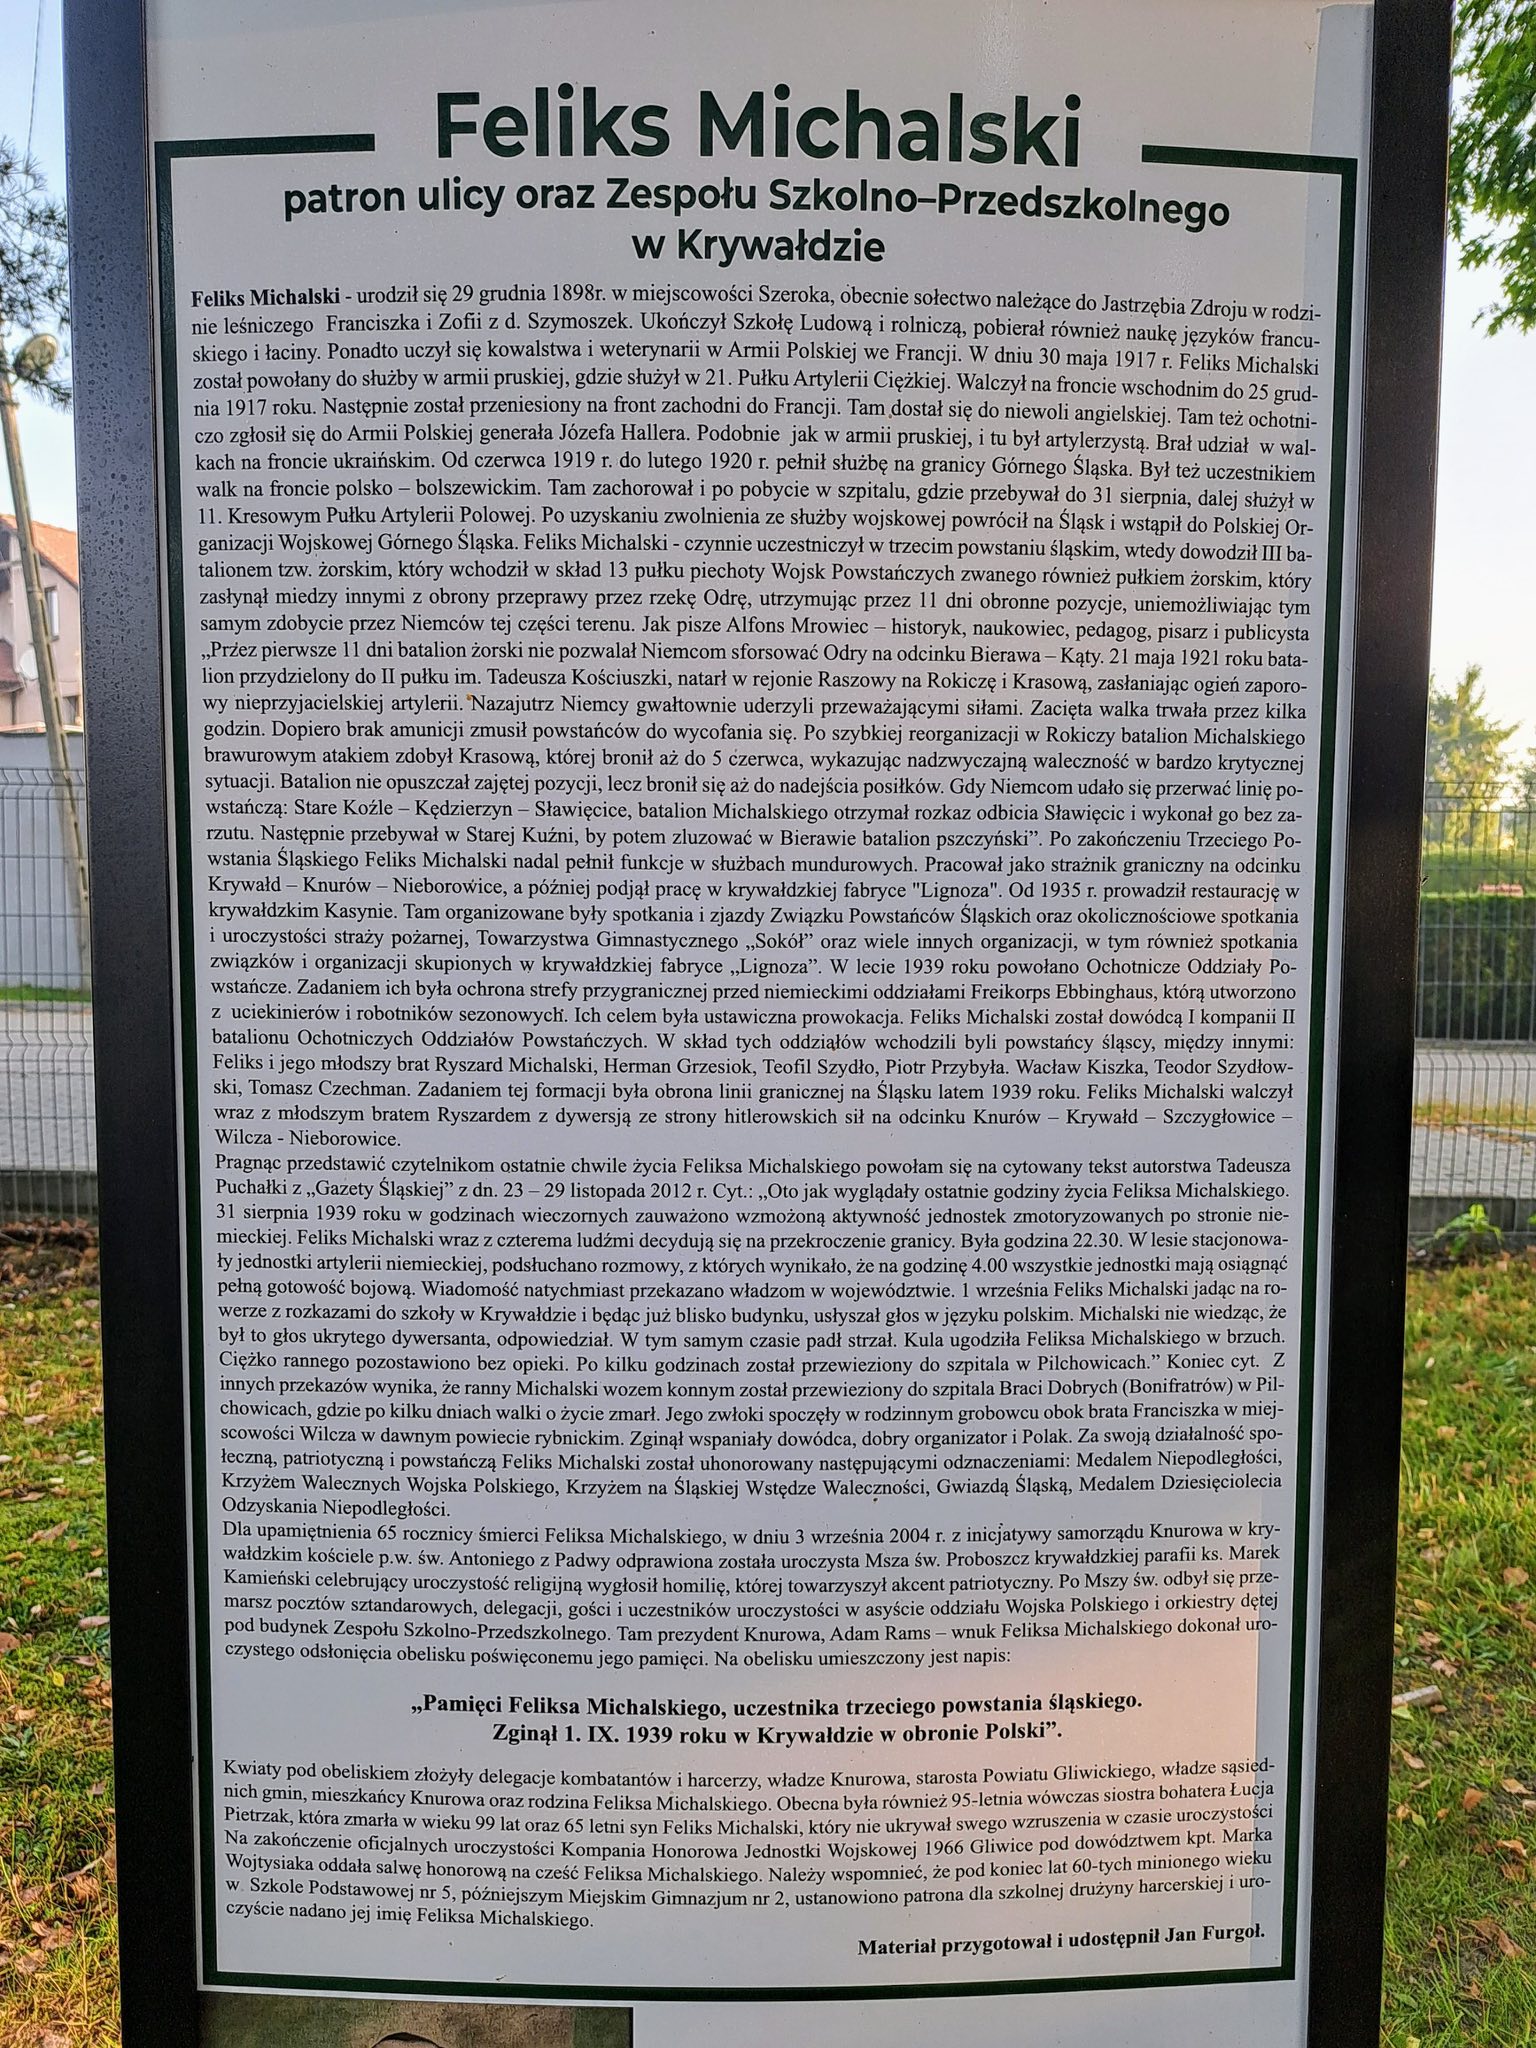 Feliks Michalski
patron ulicy oraz Zespołu Szkolno–Przedszkolnego
w Krywałdzie
Feliks Michalski - urodził się 29 grudnia 1898r. w miejscowości Szeroka, obecnie sołectwo należące do Jastrzębia Zdroju w rodzi-
nie leśniczego Franciszka i Zofii z d. Szymoszek. Ukończył Szkołę Ludową i rolniczą, pobierał również naukę języków francu-
skiego i łaciny. Ponadto uczył się kowalstwa i weterynarii w Armii Polskiej we Francji. W dniu 30 maja 1917 r. Feliks Michalski
został powołany do służby w armii pruskiej, gdzie służył w 21. Pułku Artylerii Ciężkiej. Walczył na froncie wschodnim do 25 grud-
nia 1917 roku. Następnie został przeniesiony na front zachodni do Francji. Tam dostał się do niewoli angielskiej. Tam też ochotni-
czo zgłosił się do Armii Polskiej generała Józefa Hallera. Podobnie jak w armii pruskiej, i tu był artylerzystą. Brał udział w wal-
kach na froncie ukraińskim. Od czerwca 1919 r. do lutego 1920 r. pełnił służbę na granicy Górnego Śląska. Był też uczestnikiem
walk na froncie polsko – bolszewickim. Tam zachorował i po pobycie w szpitalu, gdzie przebywał do 31 sierpnia, dalej służył w
11. Kresowym Pułku Artylerii Polowej. Po uzyskaniu zwolnienia ze służby wojskowej powrócił na Śląsk i wstąpił do Polskiej Or-
ganizacji Wojskowej Górnego Śląska. Feliks Michalski - czynnie uczestniczył w trzecim powstaniu śląskim, wtedy dowodził III ba-
talionem tzw. żorskim, który wchodził w skład 13 pułku piechoty Wojsk Powstańczych zwanego również pułkiem żorskim, który
zasłynął miedzy innymi z obrony przeprawy przez rzekę Odrę, utrzymując przez 11 dni obronne pozycje, uniemożliwiając tym
samym zdobycie przez Niemców tej części terenu. Jak pisze Alfons Mrowiec – historyk, naukowiec, pedagog, pisarz i publicysta
„Przez pierwsze 11 dni batalion żorski nie pozwalał Niemcom sforsować Odry na odcinku Bierawa – Kąty. 21 maja 1921 roku bata-
lion przydzielony do II pułku im. Tadeusza Kościuszki, natarł w rejonie Raszowy na Rokiczę i Krasową, zasłaniając ogień zaporo-
wy nieprzyjacielskiej artylerii. Nazajutrz Niemcy gwałtownie uderzyli przeważającymi siłami. Zacięta walka trwała przez kilka
godzin. Dopiero brak amunicji zmusił powstańców do wycofania się. Po szybkiej reorganizacji w Rokiczy batalion Michalskiego
brawurowym atakiem zdobył Krasową, której bronił aż do 5 czerwca, wykazując nadzwyczajną waleczność w bardzo krytycznej
sytuacji. Batalion nie opuszczał zajętej pozycji, lecz bronił się aż do nadejścia posiłków. Gdy Niemcom udało się przerwać linię po-
wstańczą: Stare Koźle – Kędzierzyn – Sławięcice, batalion Michalskiego otrzymał rozkaz odbicia Sławięcic i wykonał go bez za-
rzutu. Następnie przebywał w Starej Kuźni, by potem zluzować w Bierawie batalion pszczyński”. Po zakończeniu Trzeciego Po-
wstania Śląskiego Feliks Michalski nadal pełnił funkcje w służbach mundurowych. Pracował jako strażnik graniczny na odcinku
Krywałd – Knurów – Nieborowice, a później podjął pracę w krywałdzkiej fabryce "Lignoza". Od 1935 r. prowadził restaurację w
krywałdzkim Kasynie. Tam organizowane były spotkania i zjazdy Związku Powstańców Śląskich oraz okolicznościowe spotkania
i uroczystości straży pożarnej, Towarzystwa Gimnastycznego „Sokół” oraz wiele innych organizacji, w tym również spotkania
związków i organizacji skupionych w krywałdzkiej fabryce „Lignoza”. W lecie 1939 roku powołano Ochotnicze Oddziały Po-
wstańcze. Zadaniem ich była ochrona strefy przygranicznej przed niemieckimi oddziałami Freikorps Ebbinghaus, którą utworzono
z uciekinierów i robotników sezonowych. Ich celem była ustawiczna prowokacja. Feliks Michalski został dowódcą I kompanii II
batalionu Ochotniczych Oddziałów Powstańczych. W skład tych oddziałów wchodzili byli powstańcy śląscy, między innymi:
Feliks i jego młodszy brat Ryszard Michalski, Herman Grzesiok, Teofil Szydło, Piotr Przybyła. Wacław Kiszka, Teodor Szydłow-
ski, Tomasz Czechman. Zadaniem tej formacji była obrona linii granicznej na Śląsku latem 1939 roku. Feliks Michalski walczył
wraz z młodszym bratem Ryszardem z dywersją ze strony hitlerowskich sił na odcinku Knurów – Krywałd – Szczygłowice –
Wilcza - Nieborowice.
Pragnąc przedstawić czytelnikom ostatnie chwile życia Feliksa Michalskiego powołam się na cytowany tekst autorstwa Tadeusza
Puchałki z „Gazety Śląskiej” z dn. 23 – 29 listopada 2012 r. Cyt.: „Oto jak wyglądały ostatnie godziny życia Feliksa Michalskiego.
31 sierpnia 1939 roku w godzinach wieczornych zauważono wzmożoną aktywność jednostek zmotoryzowanych po stronie nie-
mieckiej. Feliks Michalski wraz z czterema ludźmi decydują się na przekroczenie granicy. Była godzina 22.30. W lesie stacjonowa-
ły jednostki artylerii niemieckiej, podsłuchano rozmowy, z których wynikało, że na godzinę 4.00 wszystkie jednostki mają osiągnąć
pełną gotowość bojową. Wiadomość natychmiast przekazano władzom w województwie. 1 września Feliks Michalski jadąc na ro-
werze z rozkazami do szkoły w Krywałdzie i będąc już blisko budynku, usłyszał głos w języku polskim. Michalski nie wiedząc, że
był to głos ukrytego dywersanta, odpowiedział. W tym samym czasie padł strzał. Kula ugodziła Feliksa Michalskiego w brzuch.
Ciężko rannego pozostawiono bez opieki. Po kilku godzinach został przewieziony do szpitala w Pilchowicach.” Koniec cyt. Z
innych przekazów wynika, że ranny Michalski wozem konnym został przewieziony do szpitala Braci Dobrych (Bonifratrów) w Pil-
chowicach, gdzie po kilku dniach walki o życie zmarł. Jego zwłoki spoczęły w rodzinnym grobowcu obok brata Franciszka w miej-
scowości Wilcza w dawnym powiecie rybnickim. Zginął wspaniały dowódca, dobry organizator i Polak. Za swoją działalność spo-
łeczną, patriotyczną i powstańczą Feliks Michalski został uhonorowany następującymi odznaczeniami: Medalem Niepodległości,
Krzyżem Walecznych Wojska Polskiego, Krzyżem na Śląskiej Wstędze Waleczności, Gwiazdą Śląską, Medalem Dziesięciolecia
Odzyskania Niepodległości.
Dla upamiętnienia 65 rocznicy śmierci Feliksa Michalskiego, w dniu 3 września 2004 r. z inicjatywy samorządu Knurowa w kry-
wałdzkim kościele p.w. św. Antoniego z Padwy odprawiona została uroczysta Msza św. Proboszcz krywałdzkiej parafii ks. Marek
Kamieński celebrujący uroczystość religijną wygłosił homilię, której towarzyszył akcent patriotyczny. Po Mszy św. odbył się prze-
marsz pocztów sztandarowych, delegacji, gości i uczestników uroczystości w asyście oddziału Wojska Polskiego i orkiestry dętej
pod budynek Zespołu Szkolno-Przedszkolnego. Tam prezydent Knurowa, Adam Rams – wnuk Feliksa Michalskiego dokonał uro-
czystego odsłonięcia obelisku poświęconemu jego pamięci. Na obelisku umieszczony jest napis:
„Pamięci Feliksa Michalskiego, uczestnika trzeciego powstania śląskiego.
Zginął 1. IX. 1939 roku w Krywałdzie w obronie Polski”.
Kwiaty pod obeliskiem złożyły delegacje kombatantów i harcerzy, władze Knurowa, starosta Powiatu Gliwickiego, władze sąsied-
nich gmin, mieszkańcy Knurowa oraz rodzina Feliksa Michalskiego. Obecna była również 95-letnia wówczas siostra bohatera Łucja
Pietrzak, która zmarła w wieku 99 lat oraz 65 letni syn Feliks Michalski, który nie ukrywał swego wzruszenia w czasie uroczystości
Na zakończenie oficjalnych uroczystości Kompania Honorowa Jednostki Wojskowej 1966 Gliwice pod dowództwem kpt. Marka
Wojtysiaka oddała salwę honorową na cześć Feliksa Michalskiego. Należy wspomnieć, że pod koniec lat 60-tych minionego wieku
w Szkole Podstawowej nr 5, późniejszym Miejskim Gimnazjum nr 2, ustanowiono patrona dla szkolnej drużyny harcerskiej i uro-
czyście nadano jej imię Feliksa Michalskiego.
Materiał przygotował i udostępnił Jan Furgoł.